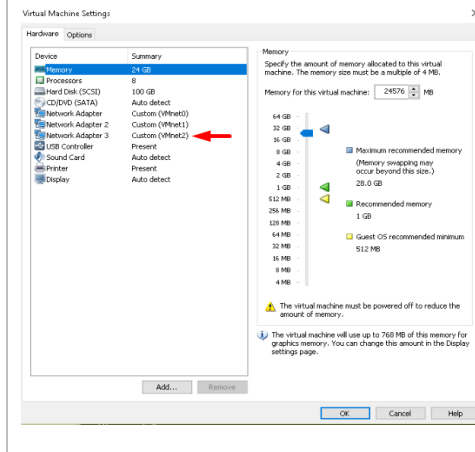 Virtual Machine Settings
Hardware Options
Device Summary
Memory 24 GB
Processors 8
Hard Disk (SCSI) 100 GB
CD/DVD (SATA) Auto detect
Network Adapter Custom (VMnet0)
Network Adapter 2 Custom (VMnet1)
Network Adapter 3 Custom (VMnet2)
USB Controller Present
Sound Card Auto detect
Printer Present
Display Auto detect
Add... Remove
Memory
Specify the amount of memory allocated to this virtual
machine. The memory size must be a multiple of 4 MB.
Memory for this virtual machine: 24576 MB
64 GB
32 GB
16 GB
8 GB
4 GB
2 GB
1 GB
512 MB
256 MB
128 MB
64 MB
32 MB
16 MB
8 MB
4 MB
Maximum recommended memory
(Memory swapping may
occur beyond this size.)
28.0 GB
Recommended memory
1 GB
Guest OS recommended minimum
512 MB
The virtual machine must be powered off to reduce the
amount of memory.
The virtual machine will use up to 768 MB of this memory for
graphics memory. You can change this amount in the Display
settings page.
OK Cancel Help